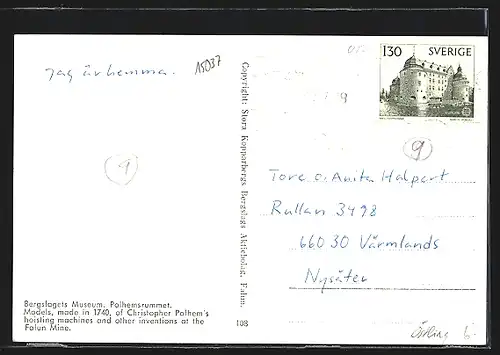 Jag är hemma.
15037
130 SVERIGE
9
9
Tore o. Anita Halpert
Rullan 3498
660 30 Värmlands
Nysäter
Copyright: Stora Kopparbergs Bergslags Aktiebolag, Falun.
Bergslagets Museum. Polhemsrummet.
Models, made in 1740, of Christopher Polhem's
hoisting machines and other inventions at the
Falun Mine.
108